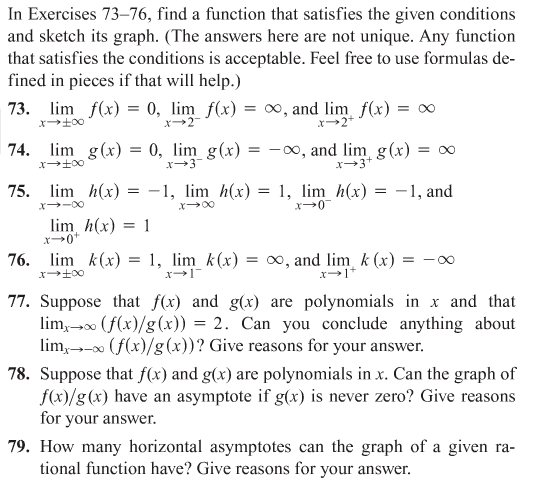 In Exercises 73–76, find a function that satisfies the given conditions
and sketch its graph. (The answers here are not unique. Any function
that satisfies the conditions is acceptable. Feel free to use formulas de-
fined in pieces if that will help.)
73. lim x→±∞ f(x) = 0, lim x→2⁻ f(x) = ∞, and lim x→2⁺ f(x) = ∞
74. lim x→±∞ g(x) = 0, lim x→3⁻ g(x) = −∞, and lim x→3⁺ g(x) = ∞
75. lim x→−∞ h(x) = −1, lim x→∞ h(x) = 1, lim x→0⁻ h(x) = −1, and
lim x→0⁺ h(x) = 1
76. lim x→±∞ k(x) = 1, lim x→1⁻ k(x) = ∞, and lim x→1⁺ k (x) = −∞
77. Suppose that f(x) and g(x) are polynomials in x and that
limₓ→∞ (f(x)/g(x)) = 2. Can you conclude anything about
limₓ→−∞ (f(x)/g(x))? Give reasons for your answer.
78. Suppose that f(x) and g(x) are polynomials in x. Can the graph of
f(x)/g(x) have an asymptote if g(x) is never zero? Give reasons
for your answer.
79. How many horizontal asymptotes can the graph of a given ra-
tional function have? Give reasons for your answer.